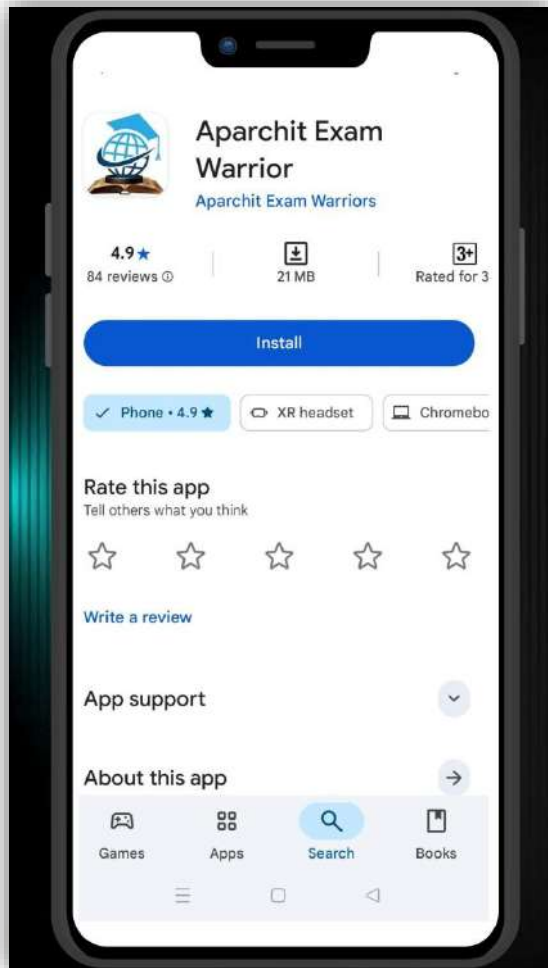 Aparchit Exam
Warrior
Aparchit Exam Warriors
4.9★
84 reviews ⓘ
21 MB
3+
Rated for 3
Install
Phone • 4.9 ★
XR headset
Chromebo
Rate this app
Tell others what you think
Write a review
App support
About this app
Games
Apps
Search
Books